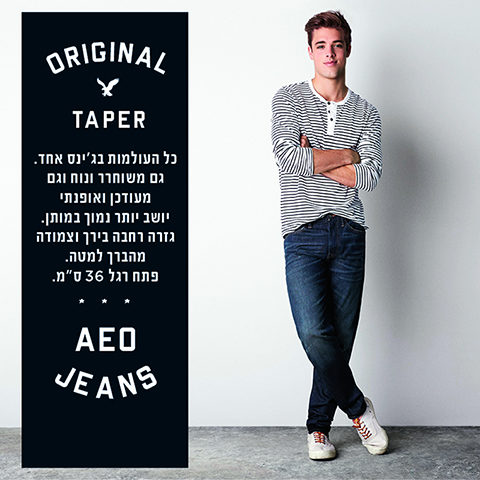 ORIGINAL
TAPER
כל העולמות בג'ינס אחד.
גם משוחרר ונוח וגם
מעודכן ואופנתי
יושב יותר נמוך במותן.
גזרה רחבה בירך וצמודה
מהברך למטה.
פתח רגל 36 ס"מ.
* * *
AEO
JEANS